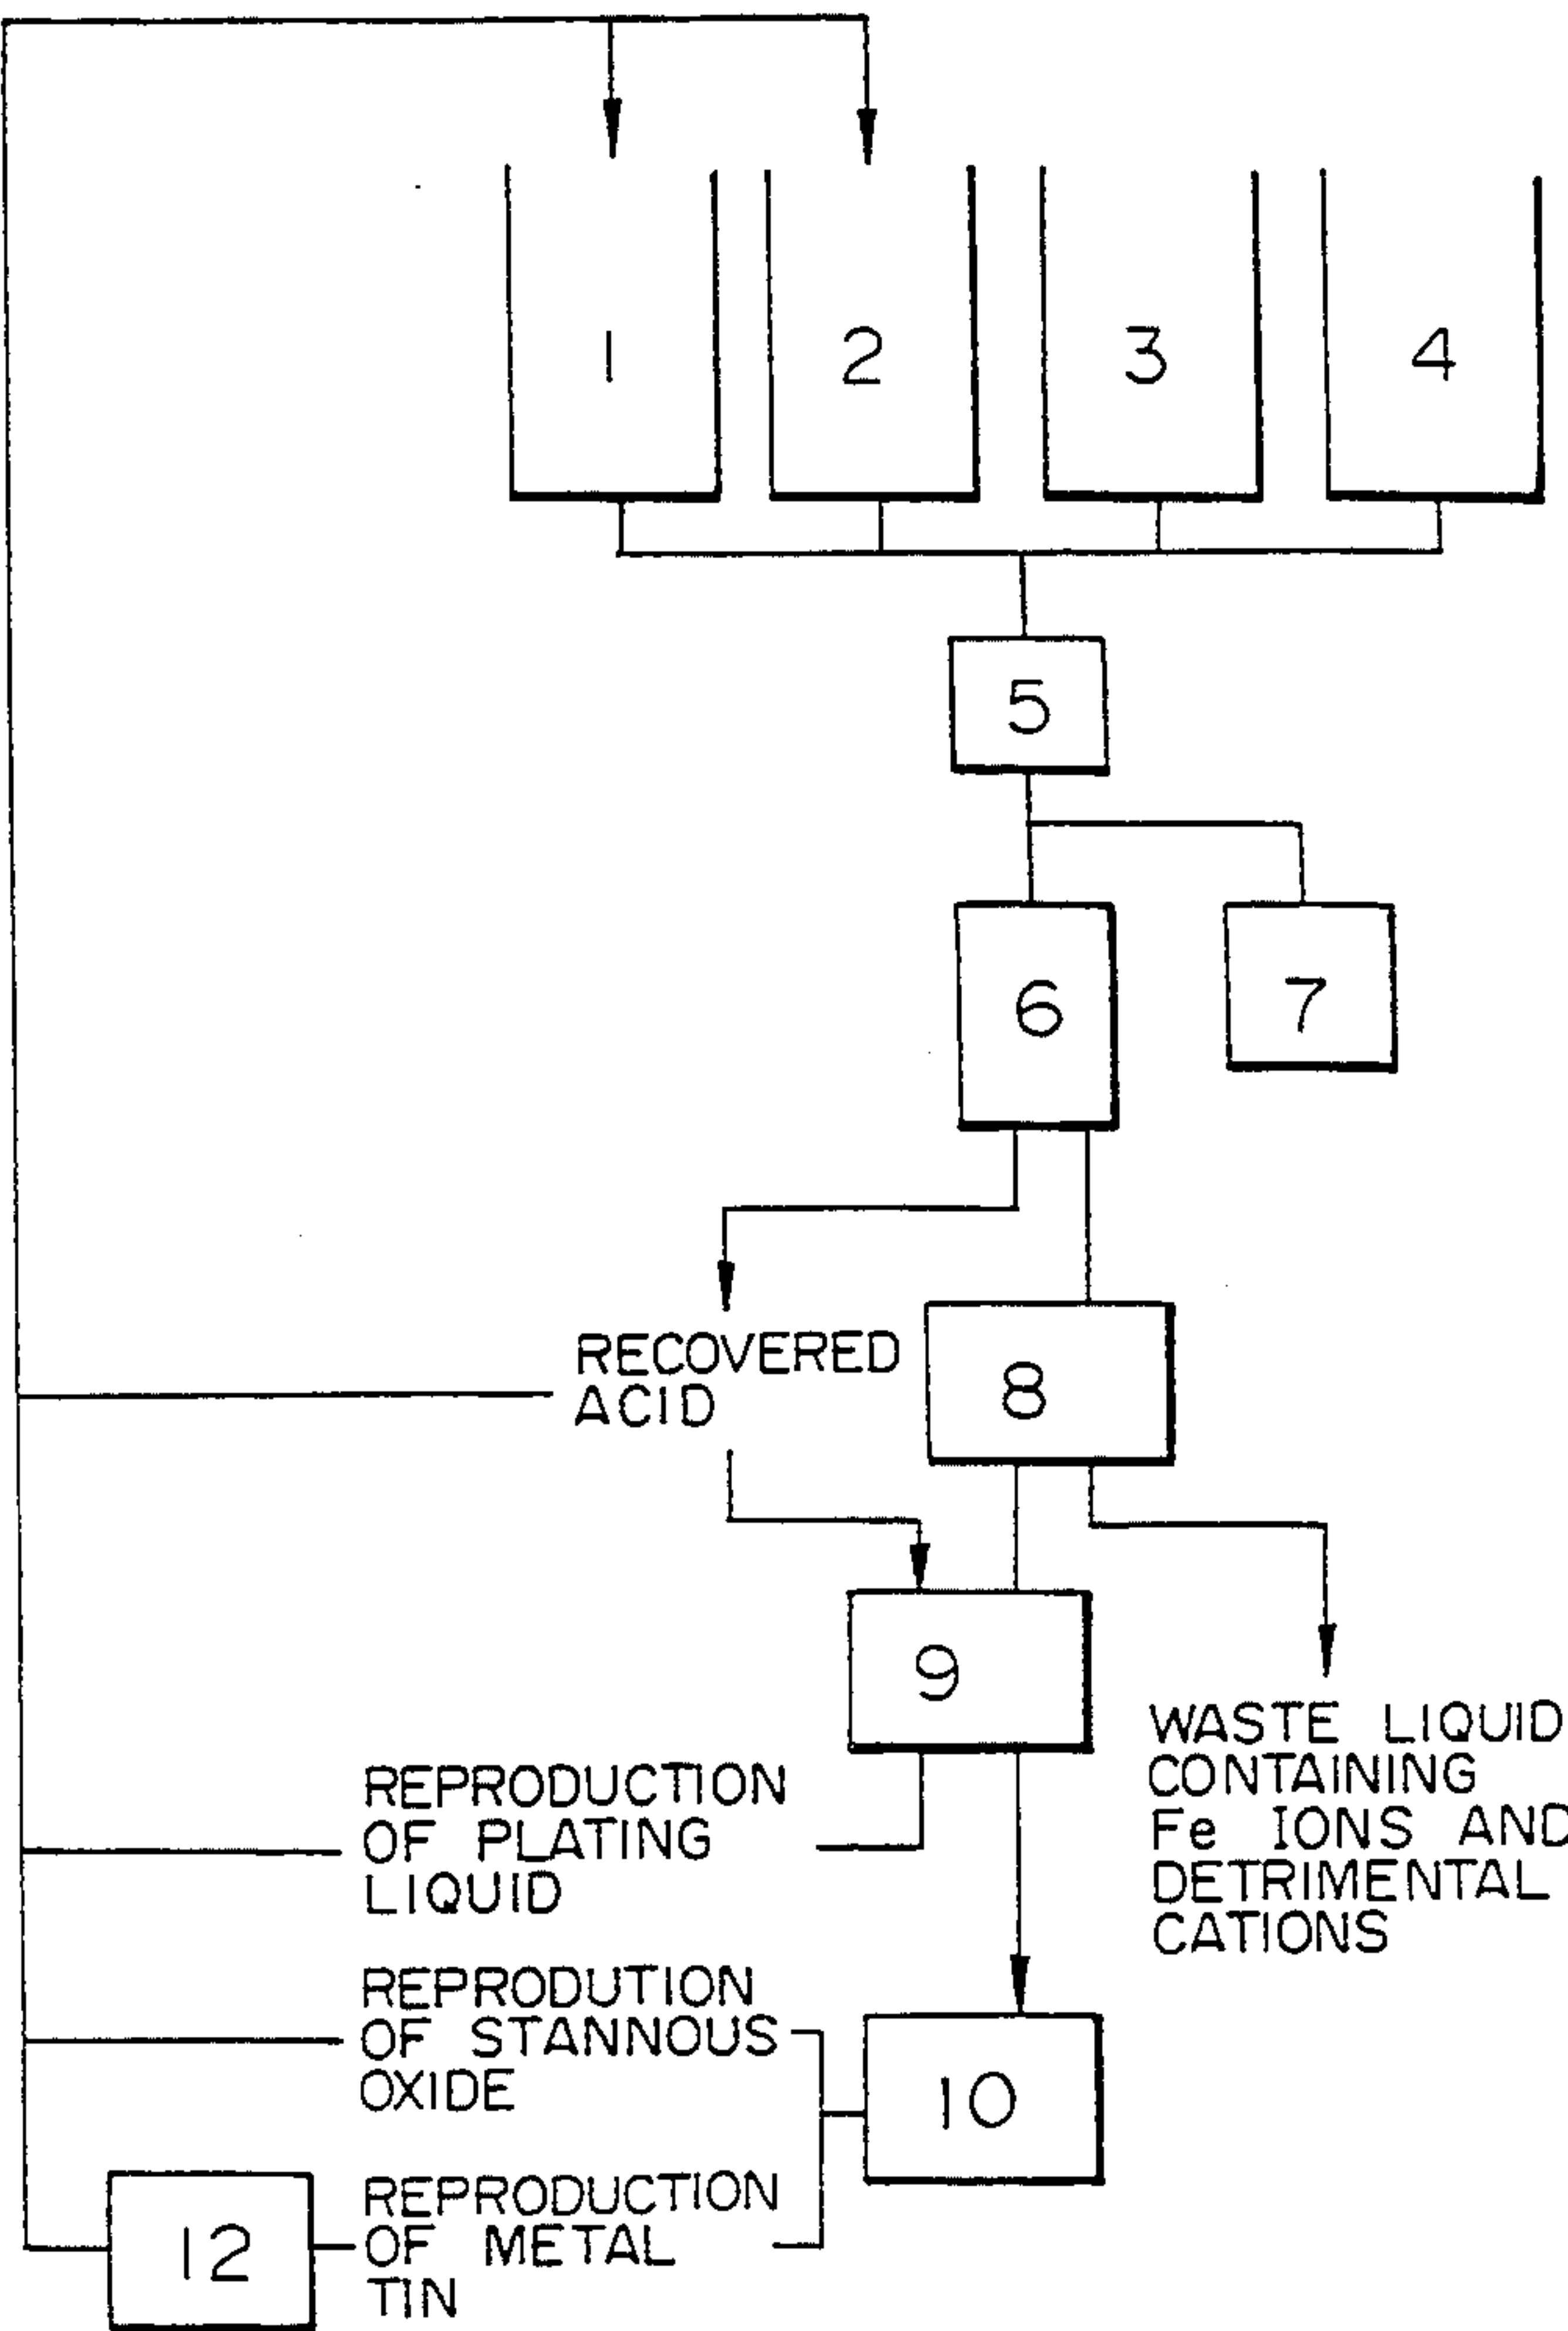 1
2
3
4
5
6
7
RECOVERED
ACID
8
9
WASTE LIQUID
CONTAINING
Fe IONS AND
DETRIMENTAL
CATIONS
REPRODUCTION
OF PLATING
LIQUID
REPRODUTION
OF STANNOUS
OXIDE
10
12
REPRODUCTION
OF METAL
TIN